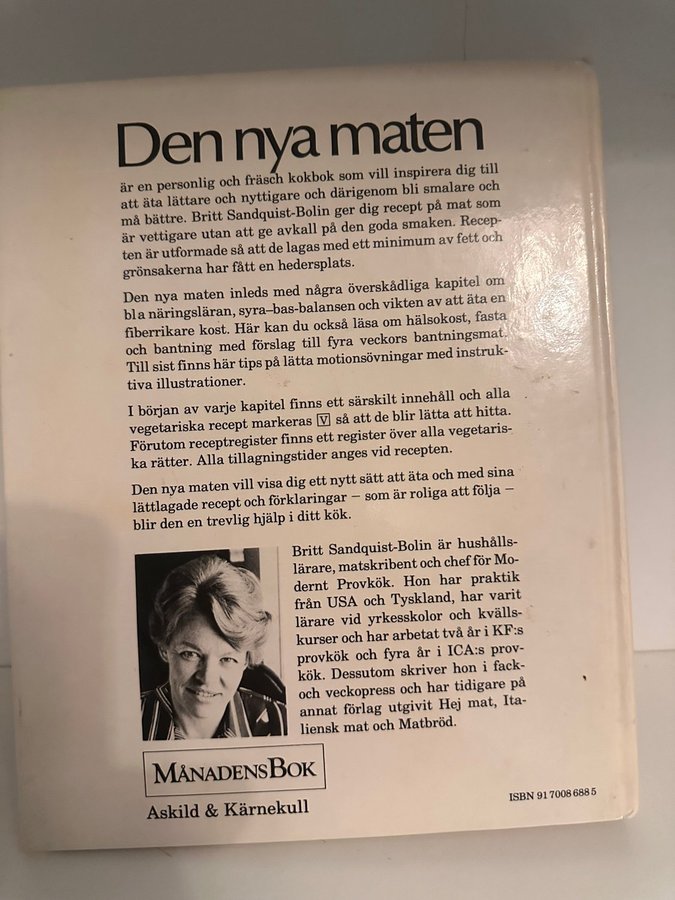 Den nya maten
är en personlig och fräsch kokbok som vill inspirera dig till
att äta lättare och nyttigare och därigenom bli smalare och
må bättre. Britt Sandquist-Bolin ger dig recept på mat som
är vettigare utan att ge avkall på den goda smaken. Recep-
ten är utformade så att de lagas med ett minimum av fett och
grönsakerna har fått en hedersplats.
Den nya maten inleds med några överskådliga kapitel om
bl a näringsläran, syra–bas-balansen och vikten av att äta en
fiberrikare kost. Här kan du också läsa om hälsokost, fasta
och bantning med förslag till fyra veckors bantningsmat.
Till sist finns här tips på lätta motionsövningar med instruk-
tiva illustrationer.
I början av varje kapitel finns ett särskilt innehåll och alla
vegetariska recept markeras V så att de blir lätta att hitta.
Förutom receptregister finns ett register över alla vegetaris-
ka rätter. Alla tillagningstider anges vid recepten.
Den nya maten vill visa dig ett nytt sätt att äta och med sina
lättlagade recept och förklaringar – som är roliga att följa –
blir den en trevlig hjälp i ditt kök.
Britt Sandquist-Bolin är hushålls-
lärare, matskribent och chef för Mo-
dernt Provkök. Hon har praktik
från USA och Tyskland, har varit
lärare vid yrkesskolor och kvälls-
kurser och har arbetat två år i KF:s
provkök och fyra år i ICA:s prov-
kök. Dessutom skriver hon i fack-
och veckopress och har tidigare på
annat förlag utgivit Hej mat, Ita-
liensk mat och Matbröd.
MÅNADENSBOK
Askild & Kärnekull
ISBN 91 7008 688 5